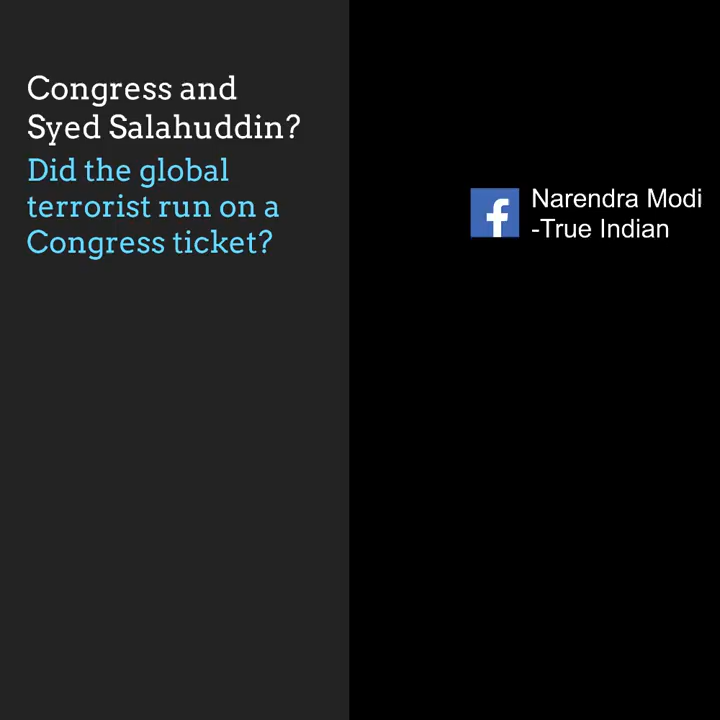 Congress and
Syed Salahuddin?
Did the global
terrorist run on a
Congress ticket?
Narendra Modi
-True Indian